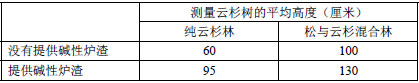 测量云杉树的平均高度（厘米）
纯云杉林 松与云杉混合林
没有提供碱性炉渣 60 100
提供碱性炉渣 95 130